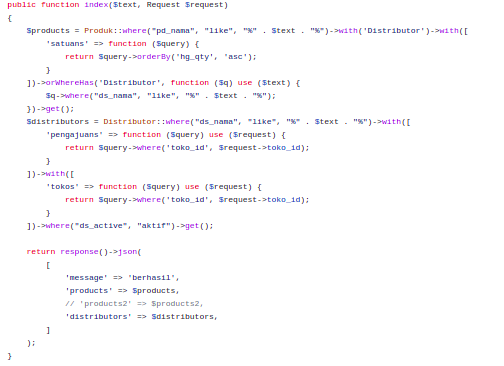 public function index($text, Request $request)
{
    $products = Produk::where("pd_nama", "like", "%" . $text . "%")->with('Distributor')->with([
        'satuans' => function ($query) {
            return $query->orderBy('hg_qty', 'asc');
        }
    ])->orWhereHas('Distributor', function ($q) use ($text) {
        $q->where("ds_nama", "like", "%" . $text . "%");
    })->get();
    $distributors = Distributor::where("ds_nama", "like", "%" . $text . "%")->with([
        'pengajuans' => function ($query) use ($request) {
            return $query->where('toko_id', $request->toko_id);
        }
    ])->with([
        'tokos' => function ($query) use ($request) {
            return $query->where('toko_id', $request->toko_id);
        }
    ])->where("ds_active", "aktif")->get();

    return response()->json(
        [
            'message' => 'berhasil',
            'products' => $products,
            // 'products2' => $products2,
            'distributors' => $distributors,
        ]
    );
}